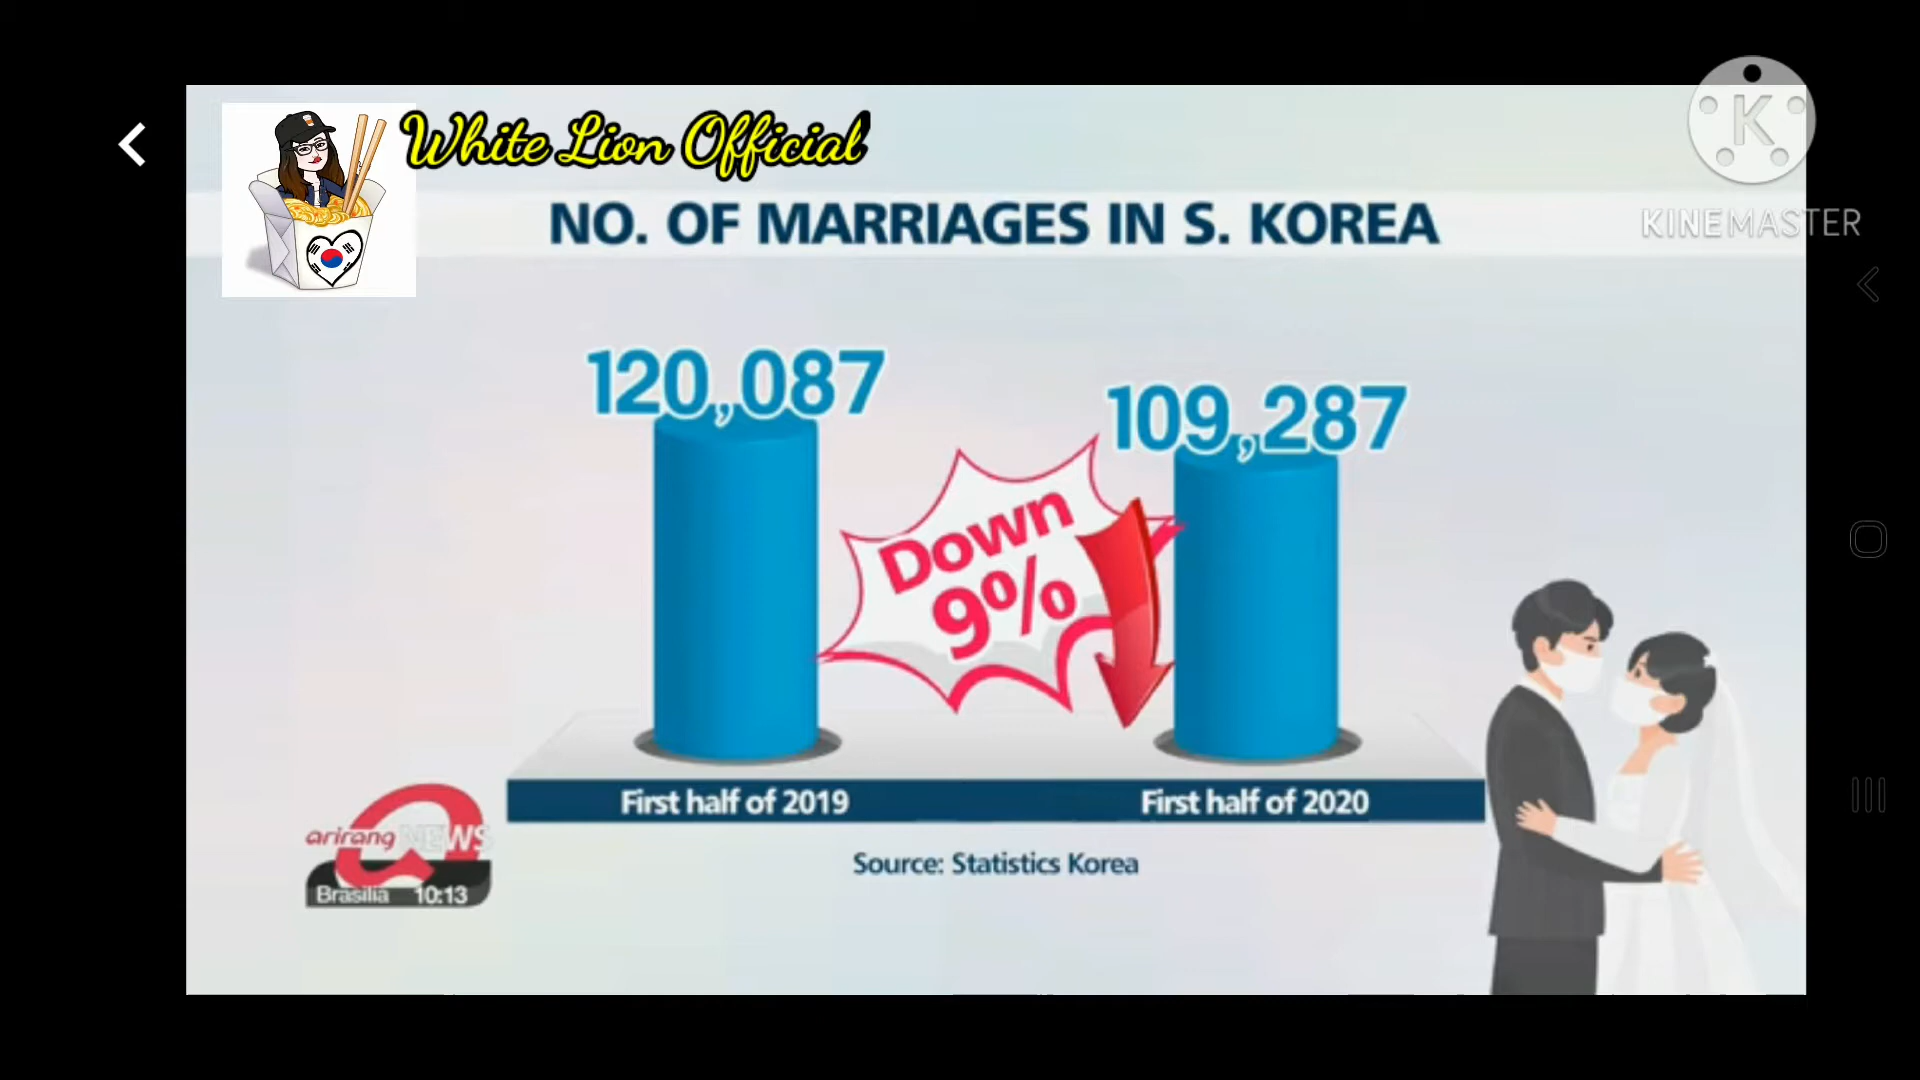 White Lion Official
K
KINEMASTER
NO. OF MARRIAGES IN S. KOREA
120,087
109,287
Down
9%
First half of 2019
First half of 2020
Source: Statistics Korea
arirang NEWS
Brasilia 10:13